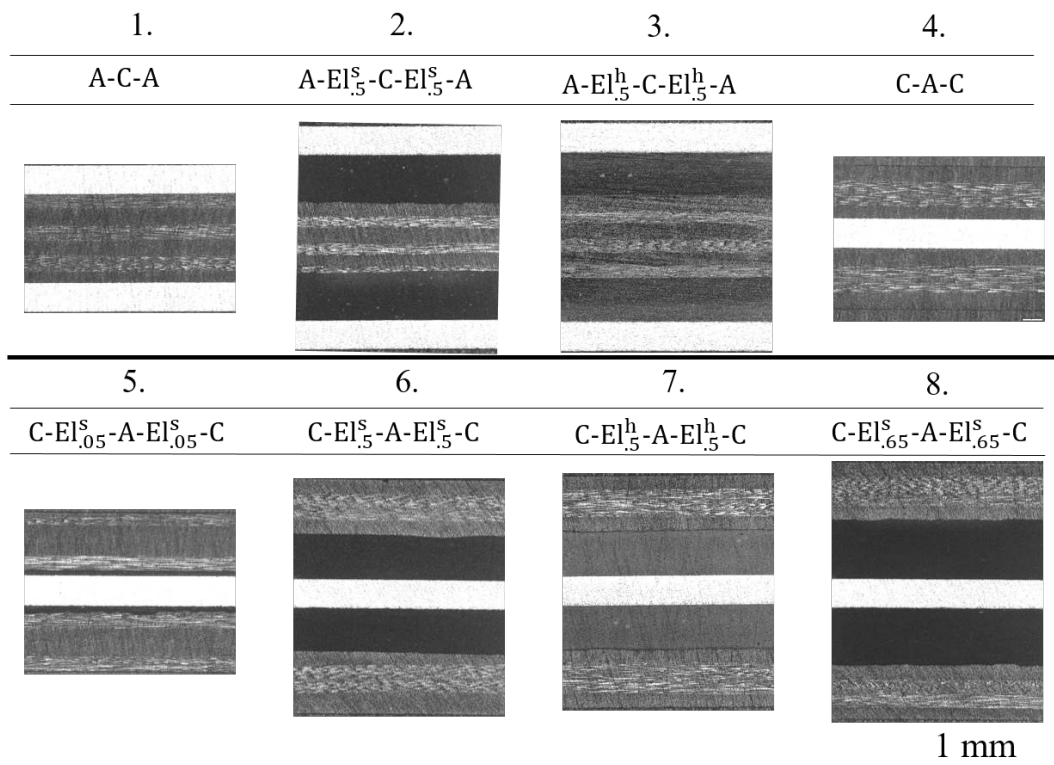 1. 2. 3. 4.
A-C-A A-El^s_.5-C-El^s_.5-A A-El^h_.5-C-El^h_.5-A C-A-C
5. 6. 7. 8.
C-El^s_.05-A-El^s_.05-C C-El^s_.5-A-El^s_.5-C C-El^h_.5-A-El^h_.5-C C-El^s_.65-A-El^s_.65-C
1 mm